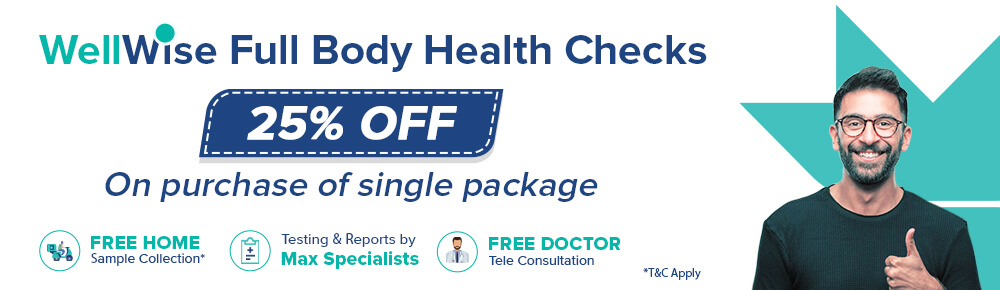 WellWise Full Body Health Checks
25% OFF
On purchase of single package
FREE HOME
Sample Collection*
Testing & Reports by
Max Specialists
FREE DOCTOR
Tele Consultation
*T&C Apply